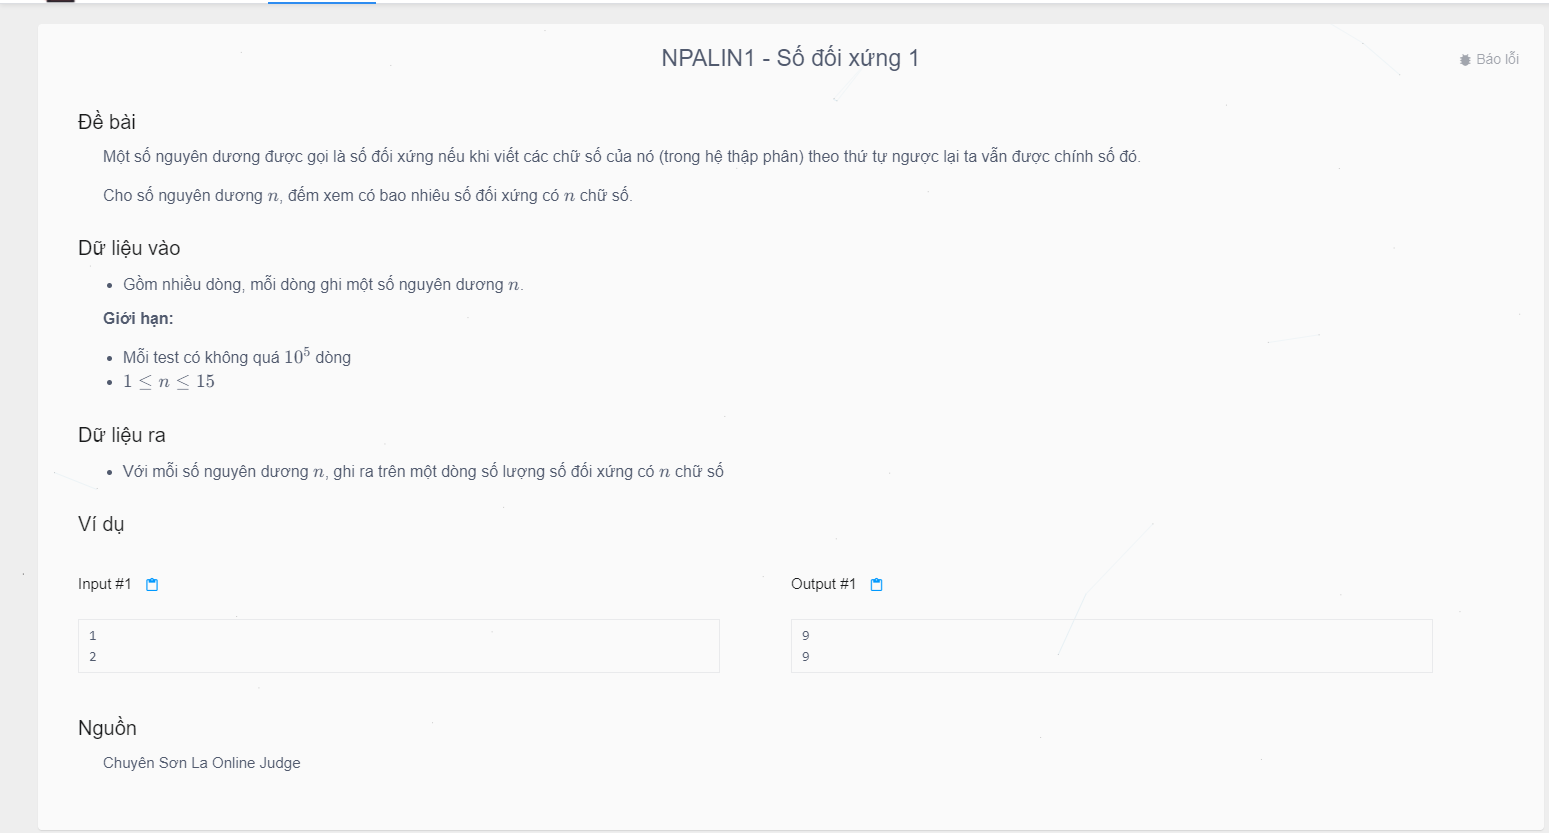 NPALIN1 - Số đối xứng 1
Báo lỗi
Đề bài
Một số nguyên dương được gọi là số đối xứng nếu khi viết các chữ số của nó (trong hệ thập phân) theo thứ tự ngược lại ta vẫn được chính số đó.
Cho số nguyên dương n, đếm xem có bao nhiêu số đối xứng có n chữ số.
Dữ liệu vào
• Gồm nhiều dòng, mỗi dòng ghi một số nguyên dương n.
Giới hạn:
• Mỗi test có không quá 10⁵ dòng
• 1 ≤ n ≤ 15
Dữ liệu ra
• Với mỗi số nguyên dương n, ghi ra trên một dòng số lượng số đối xứng có n chữ số
Ví dụ
Input #1
1
2
Output #1
9
9
Nguồn
Chuyên Sơn La Online Judge